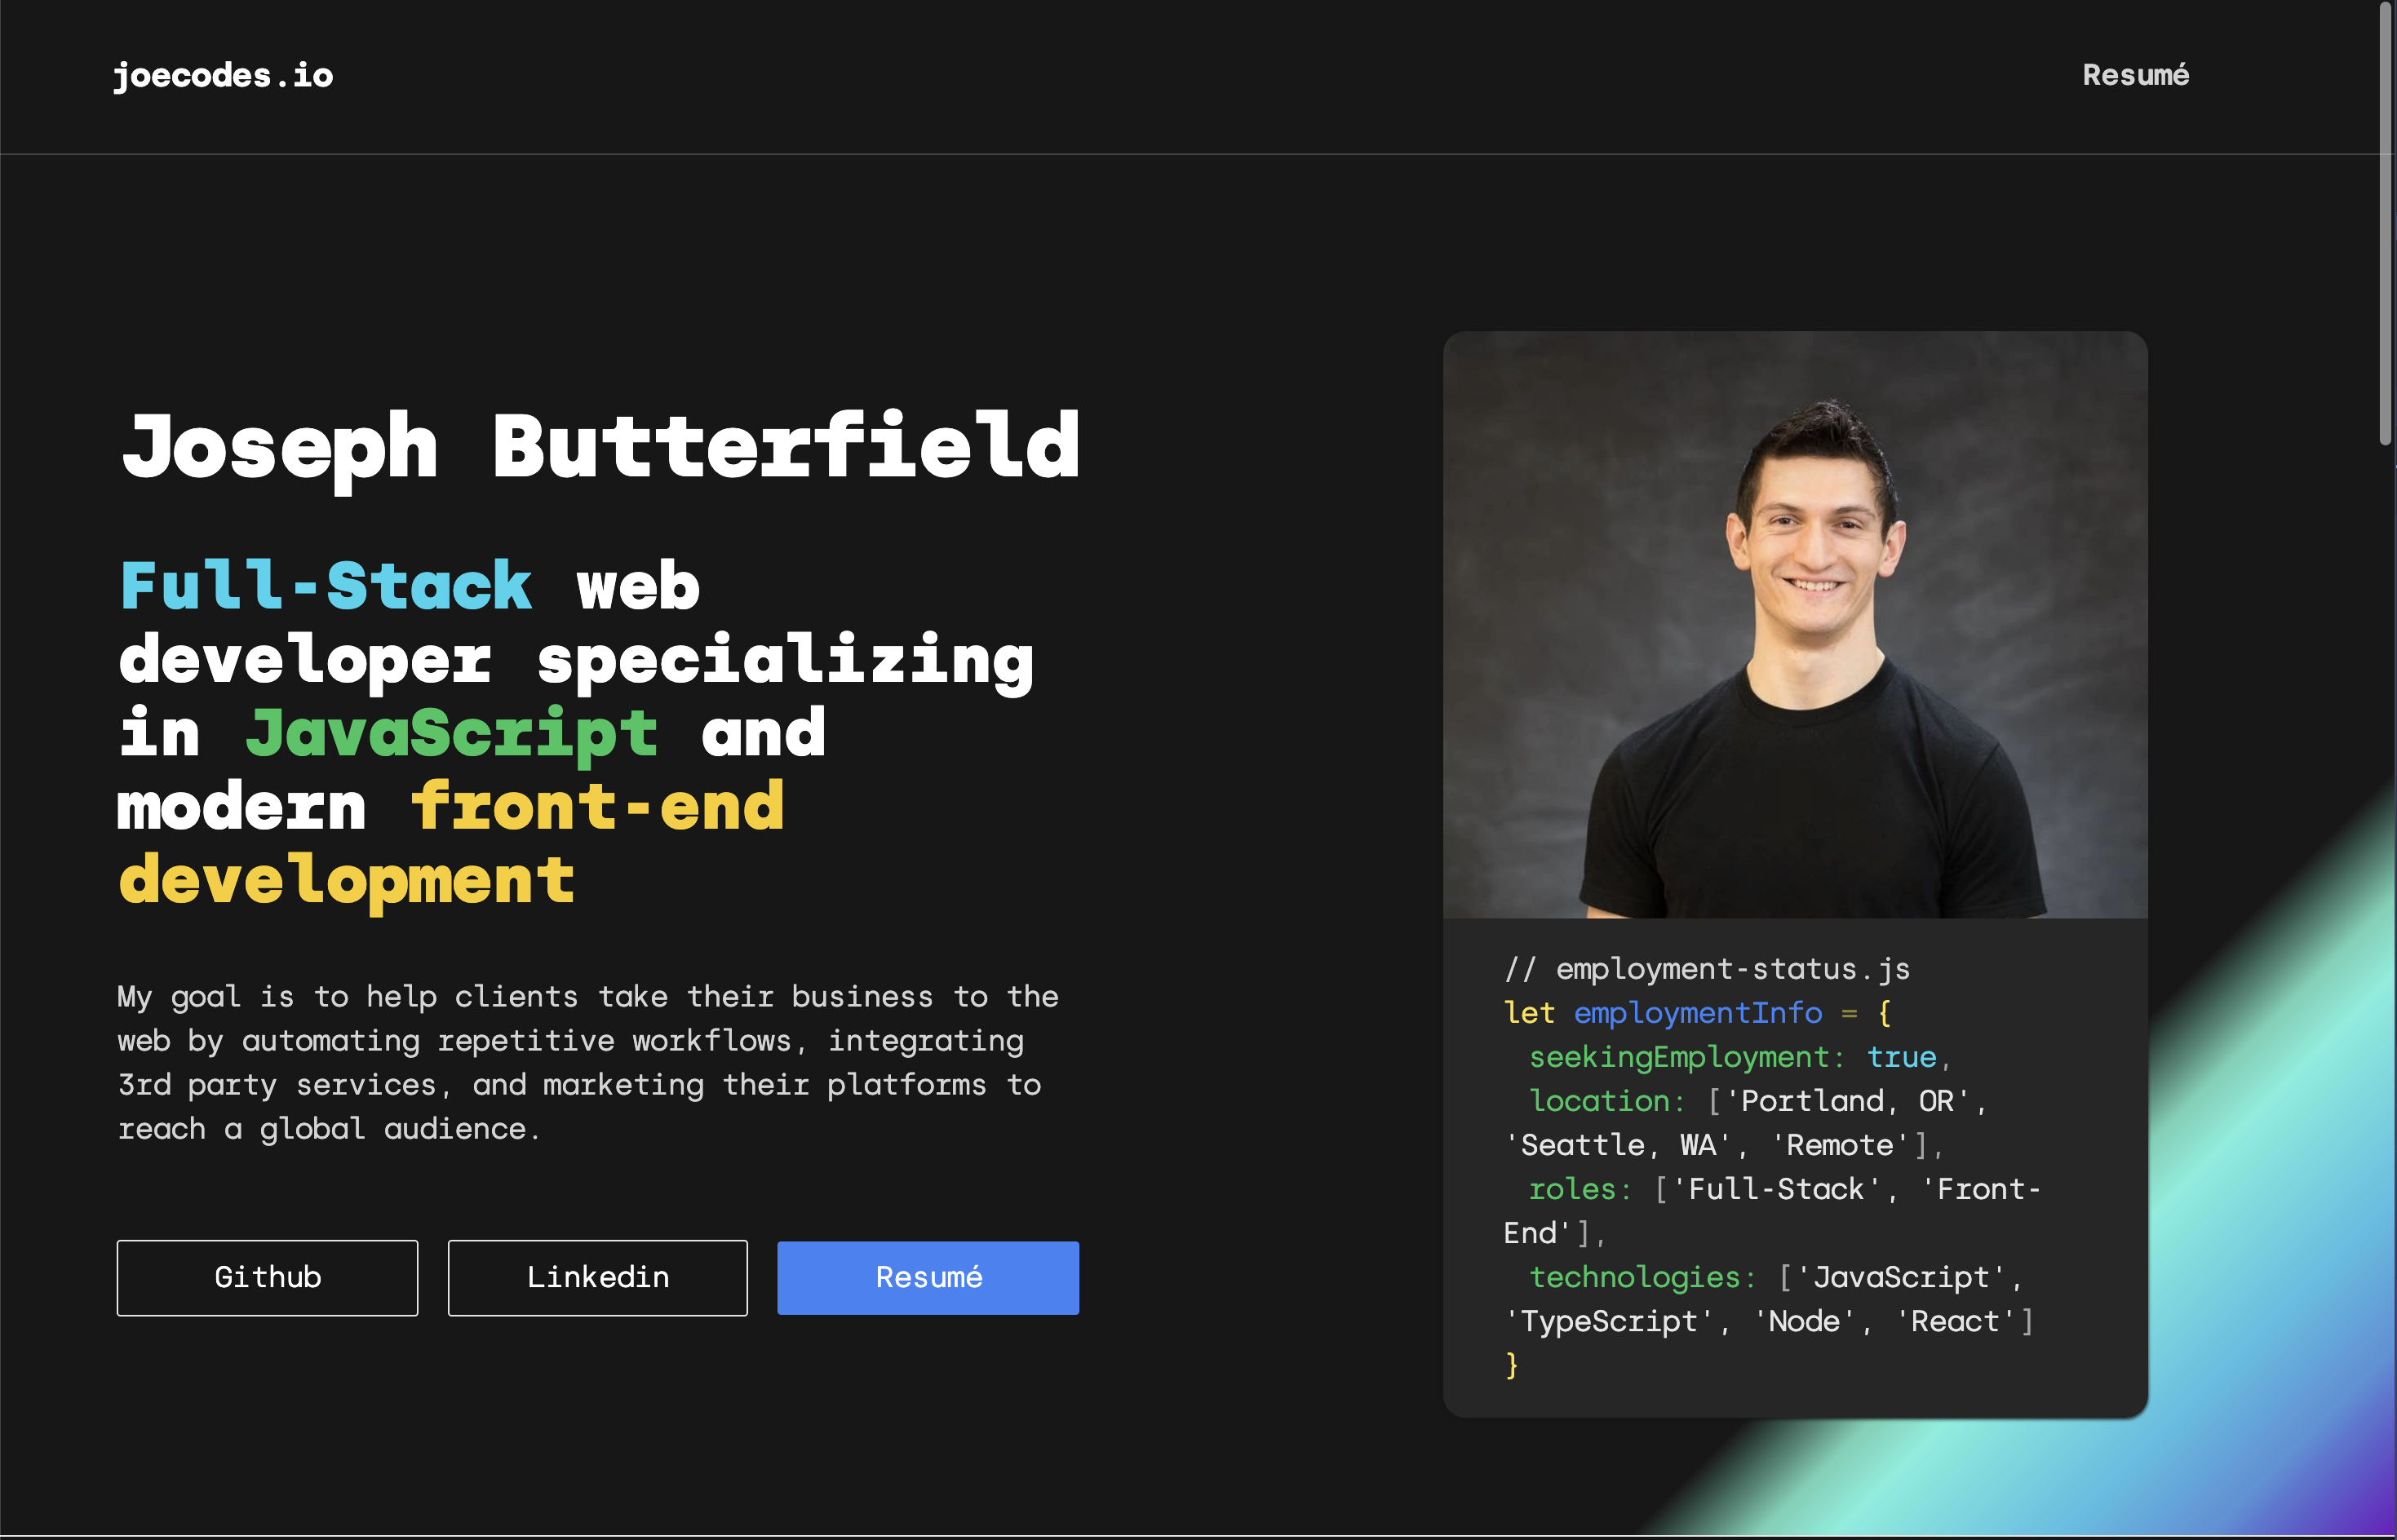 joecodes.io
Resumé
Joseph Butterfield
Full-Stack web
developer specializing
in JavaScript and
modern front-end
development
My goal is to help clients take their business to the
web by automating repetitive workflows, integrating
3rd party services, and marketing their platforms to
reach a global audience.
Github
Linkedin
Resumé
// employment-status.js
let employmentInfo = {
seekingEmployment: true,
location: ['Portland, OR',
'Seattle, WA', 'Remote'],
roles: ['Full-Stack', 'Front-
End'],
technologies: ['JavaScript',
'TypeScript', 'Node', 'React']
}